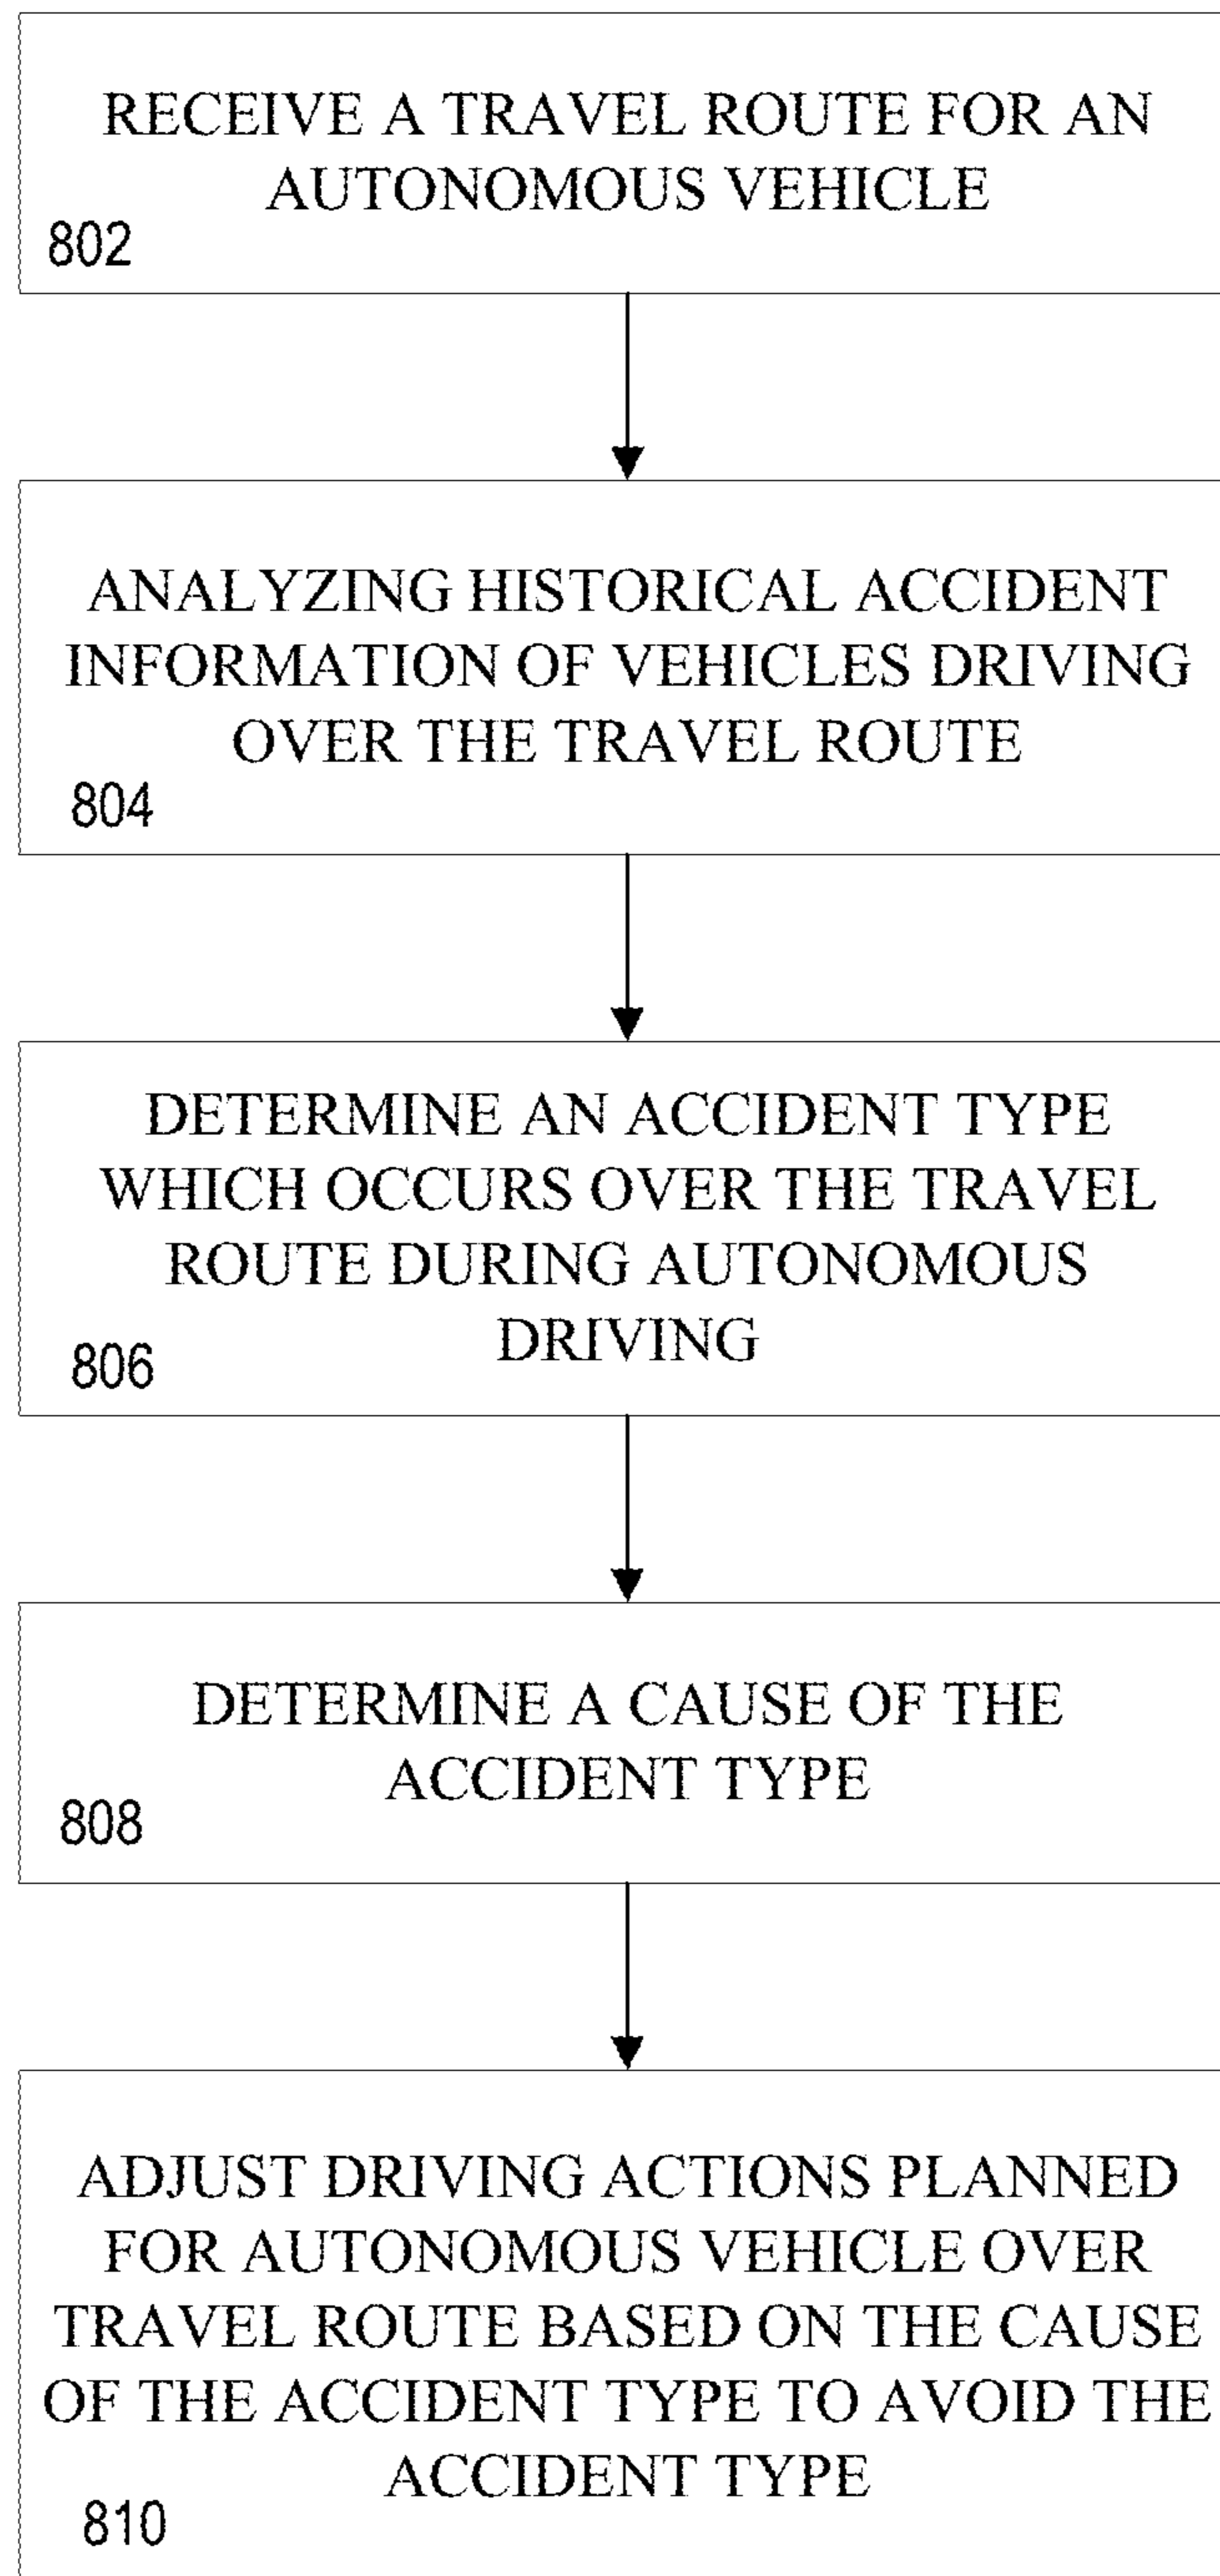 RECEIVE A TRAVEL ROUTE FOR AN
AUTONOMOUS VEHICLE
802
ANALYZING HISTORICAL ACCIDENT
INFORMATION OF VEHICLES DRIVING
OVER THE TRAVEL ROUTE
804
DETERMINE AN ACCIDENT TYPE
WHICH OCCURS OVER THE TRAVEL
ROUTE DURING AUTONOMOUS
DRIVING
806
DETERMINE A CAUSE OF THE
ACCIDENT TYPE
808
ADJUST DRIVING ACTIONS PLANNED
FOR AUTONOMOUS VEHICLE OVER
TRAVEL ROUTE BASED ON THE CAUSE
OF THE ACCIDENT TYPE TO AVOID THE
ACCIDENT TYPE
810